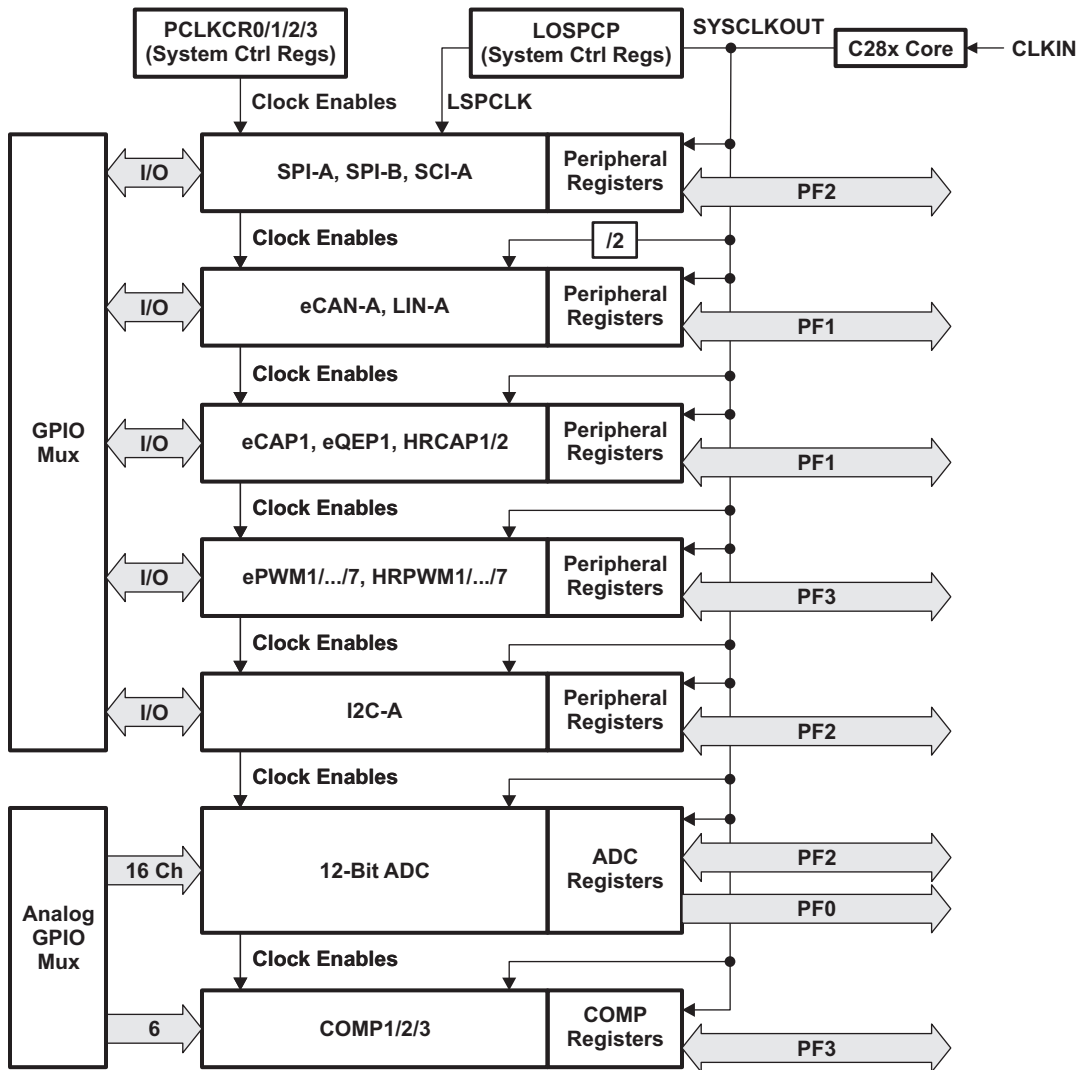 PCLKCR0/1/2/3
(System Ctrl Regs)
LOSPCP
(System Ctrl Regs)
SYSCLKOUT
C28x Core
CLKIN
Clock Enables
LSPCLK
I/O
SPI-A, SPI-B, SCI-A
Peripheral
Registers
PF2
Clock Enables
/2
I/O
eCAN-A, LIN-A
Peripheral
Registers
PF1
Clock Enables
GPIO
Mux
I/O
eCAP1, eQEP1, HRCAP1/2
Peripheral
Registers
PF1
Clock Enables
I/O
ePWM1/.../7, HRPWM1/.../7
Peripheral
Registers
PF3
Clock Enables
I/O
I2C-A
Peripheral
Registers
PF2
Clock Enables
Analog
GPIO
Mux
16 Ch
12-Bit ADC
ADC
Registers
PF2
PF0
Clock Enables
6
COMP1/2/3
COMP
Registers
PF3